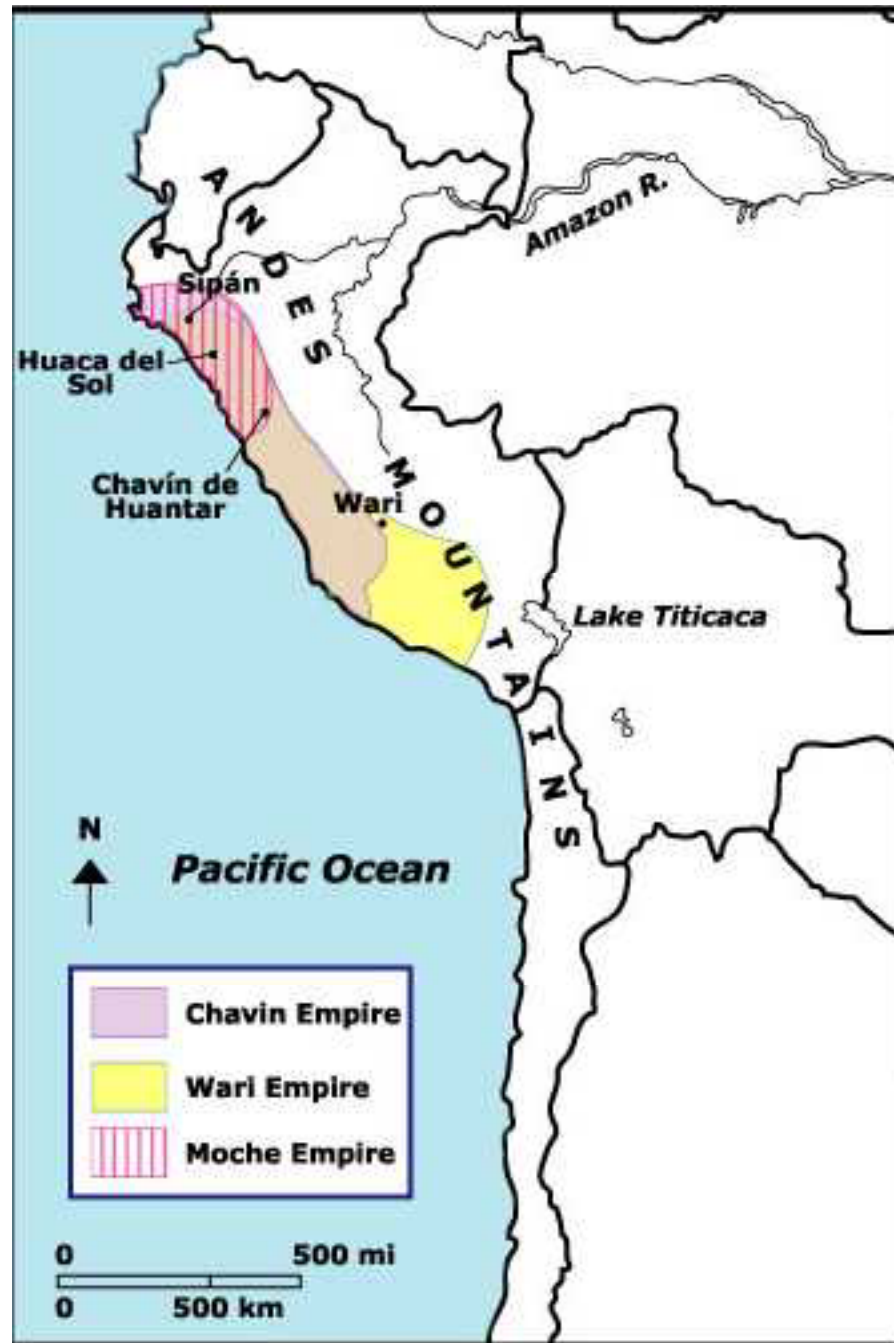 ANDES MOUNTAINS
Amazon R.
Sipán
Huaca del
Sol
Chavín de
Huantar
Wari
Lake Titicaca
N
Pacific Ocean
Chavin Empire
Wari Empire
Moche Empire
0 500 mi
0 500 km